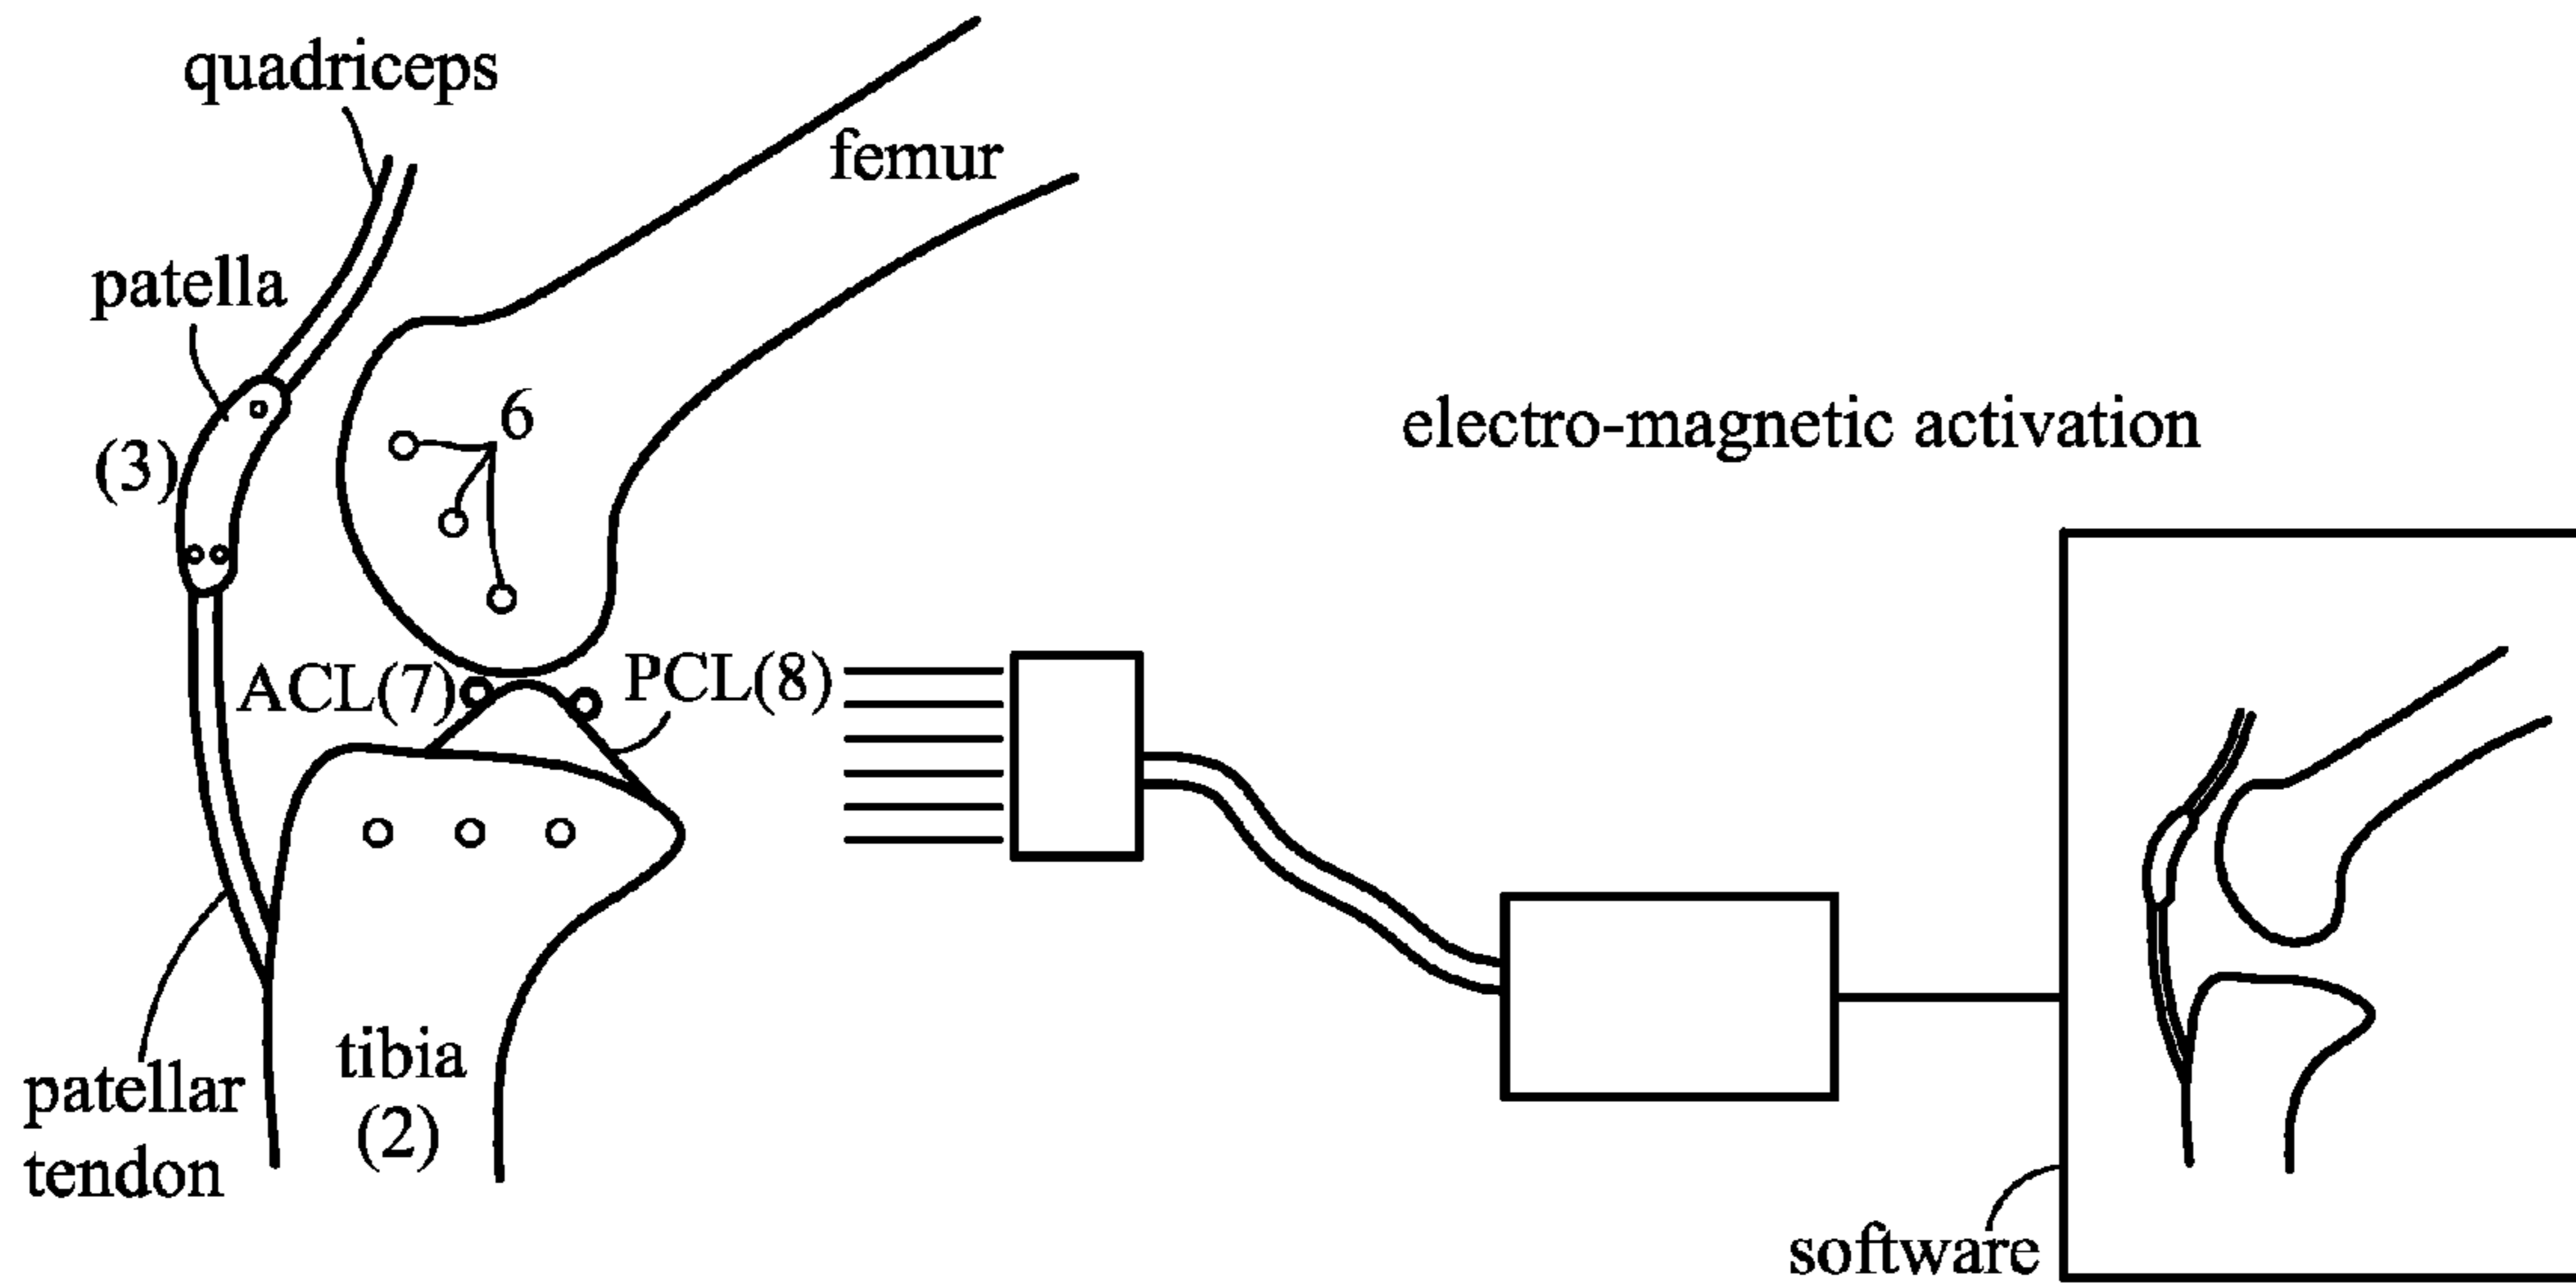 quadriceps
femur
patella
6
electro-magnetic activation
(3)
ACL(7)
PCL(8)
tibia
(2)
patellar
tendon
software